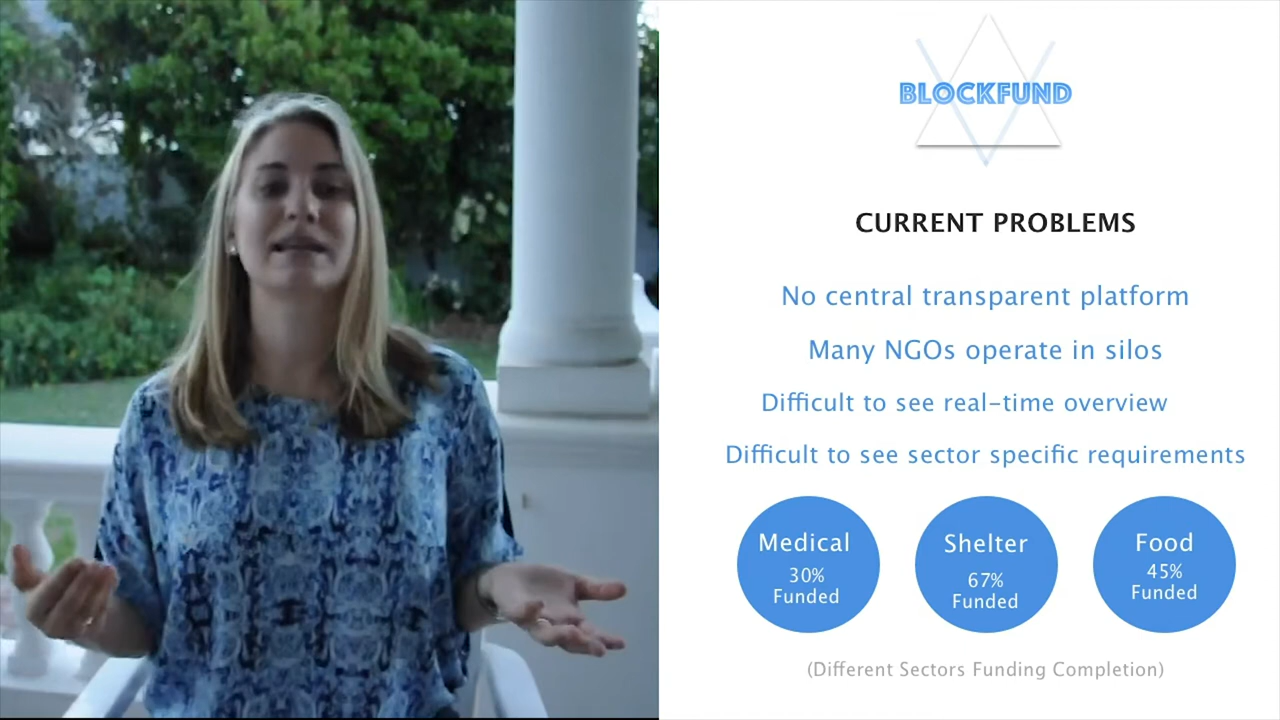 BLOCKFUND
CURRENT PROBLEMS
No central transparent platform
Many NGOs operate in silos
Difficult to see real-time overview
Difficult to see sector specific requirements
Medical
30%
Funded
Shelter
67%
Funded
Food
45%
Funded
(Different Sectors Funding Completion)